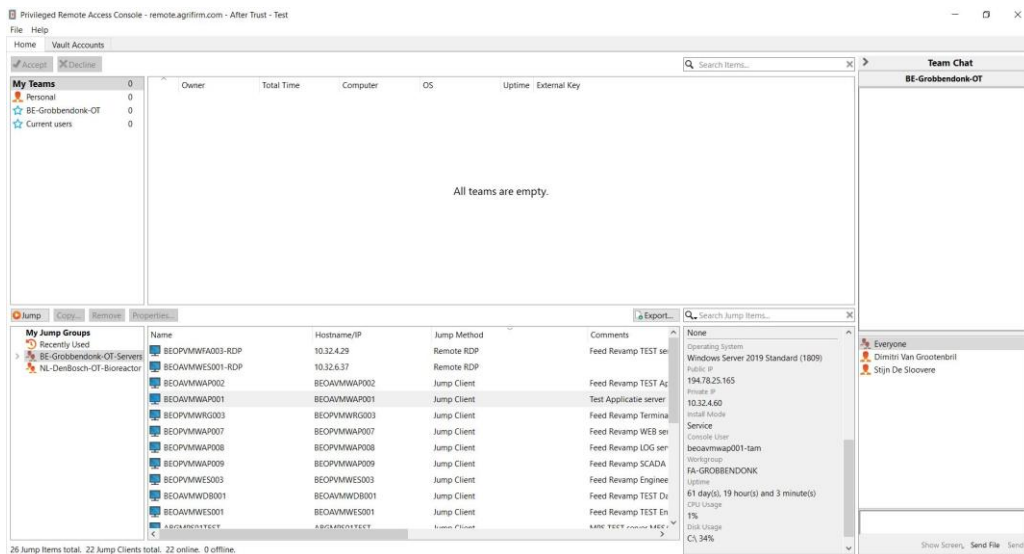 Privileged Remote Access Console - remote.agrifirm.com - After Trust - Test
File Help
Home Vault Accounts
Accept Decline Search Items...
My Teams 0
Personal 0
BE-Grobbendonk-OT 0
Current users 0
Owner Total Time Computer OS Uptime External Key
All teams are empty.
Team Chat
BE-Grobbendonk-OT
Jump Copy... Remove Properties... Export... Search Jump Items...
My Jump Groups
Recently Used
BE-Grobbendonk-OT-Servers
NL-DenBosch-OT-Bioreactor
Name Hostname/IP Jump Method Comments
BEOPVMWFA003-RDP 10.32.4.29 Remote RDP Feed Revamp TEST se
BEOAVMWES001-RDP 10.32.6.37 Remote RDP
BEOAVMWAP002 BEOAVMWAP002 Jump Client Feed Revamp TEST Ap
BEOAVMWAP001 BEOAVMWAP001 Jump Client Test Applicatie server
BEOPVMWRG003 BEOPVMWRG003 Jump Client Feed Revamp Termina
BEOPVMWAP007 BEOPVMWAP007 Jump Client Feed Revamp WEB ser
BEOPVMWAP008 BEOPVMWAP008 Jump Client Feed Revamp LOG ser
BEOPVMWAP009 BEOPVMWAP009 Jump Client Feed Revamp SCADA
BEOPVMWES003 BEOPVMWES003 Jump Client Feed Revamp Enginee
BEOAVMWDB001 BEOAVMWDB001 Jump Client Feed Revamp TEST Da
BEOAVMWES001 BEOAVMWES001 Jump Client Feed Revamp TEST En
Jump Client
None
Operating System
Windows Server 2019 Standard (1809)
Public IP
194.78.25.165
Private IP
10.32.4.60
Install Mode
Service
Console User
beoavmwap001-tam
Workgroup
FA-GROBBENDONK
Uptime
61 day(s), 19 hour(s) and 3 minute(s)
CPU Usage
1%
Disk Usage
C:\ 34%
Everyone
Dimitri Van Grootenbril
Stijn De Sloovere
Show Screen, Send File Send
26 Jump Items total. 22 Jump Clients total. 22 online. 0 offline.